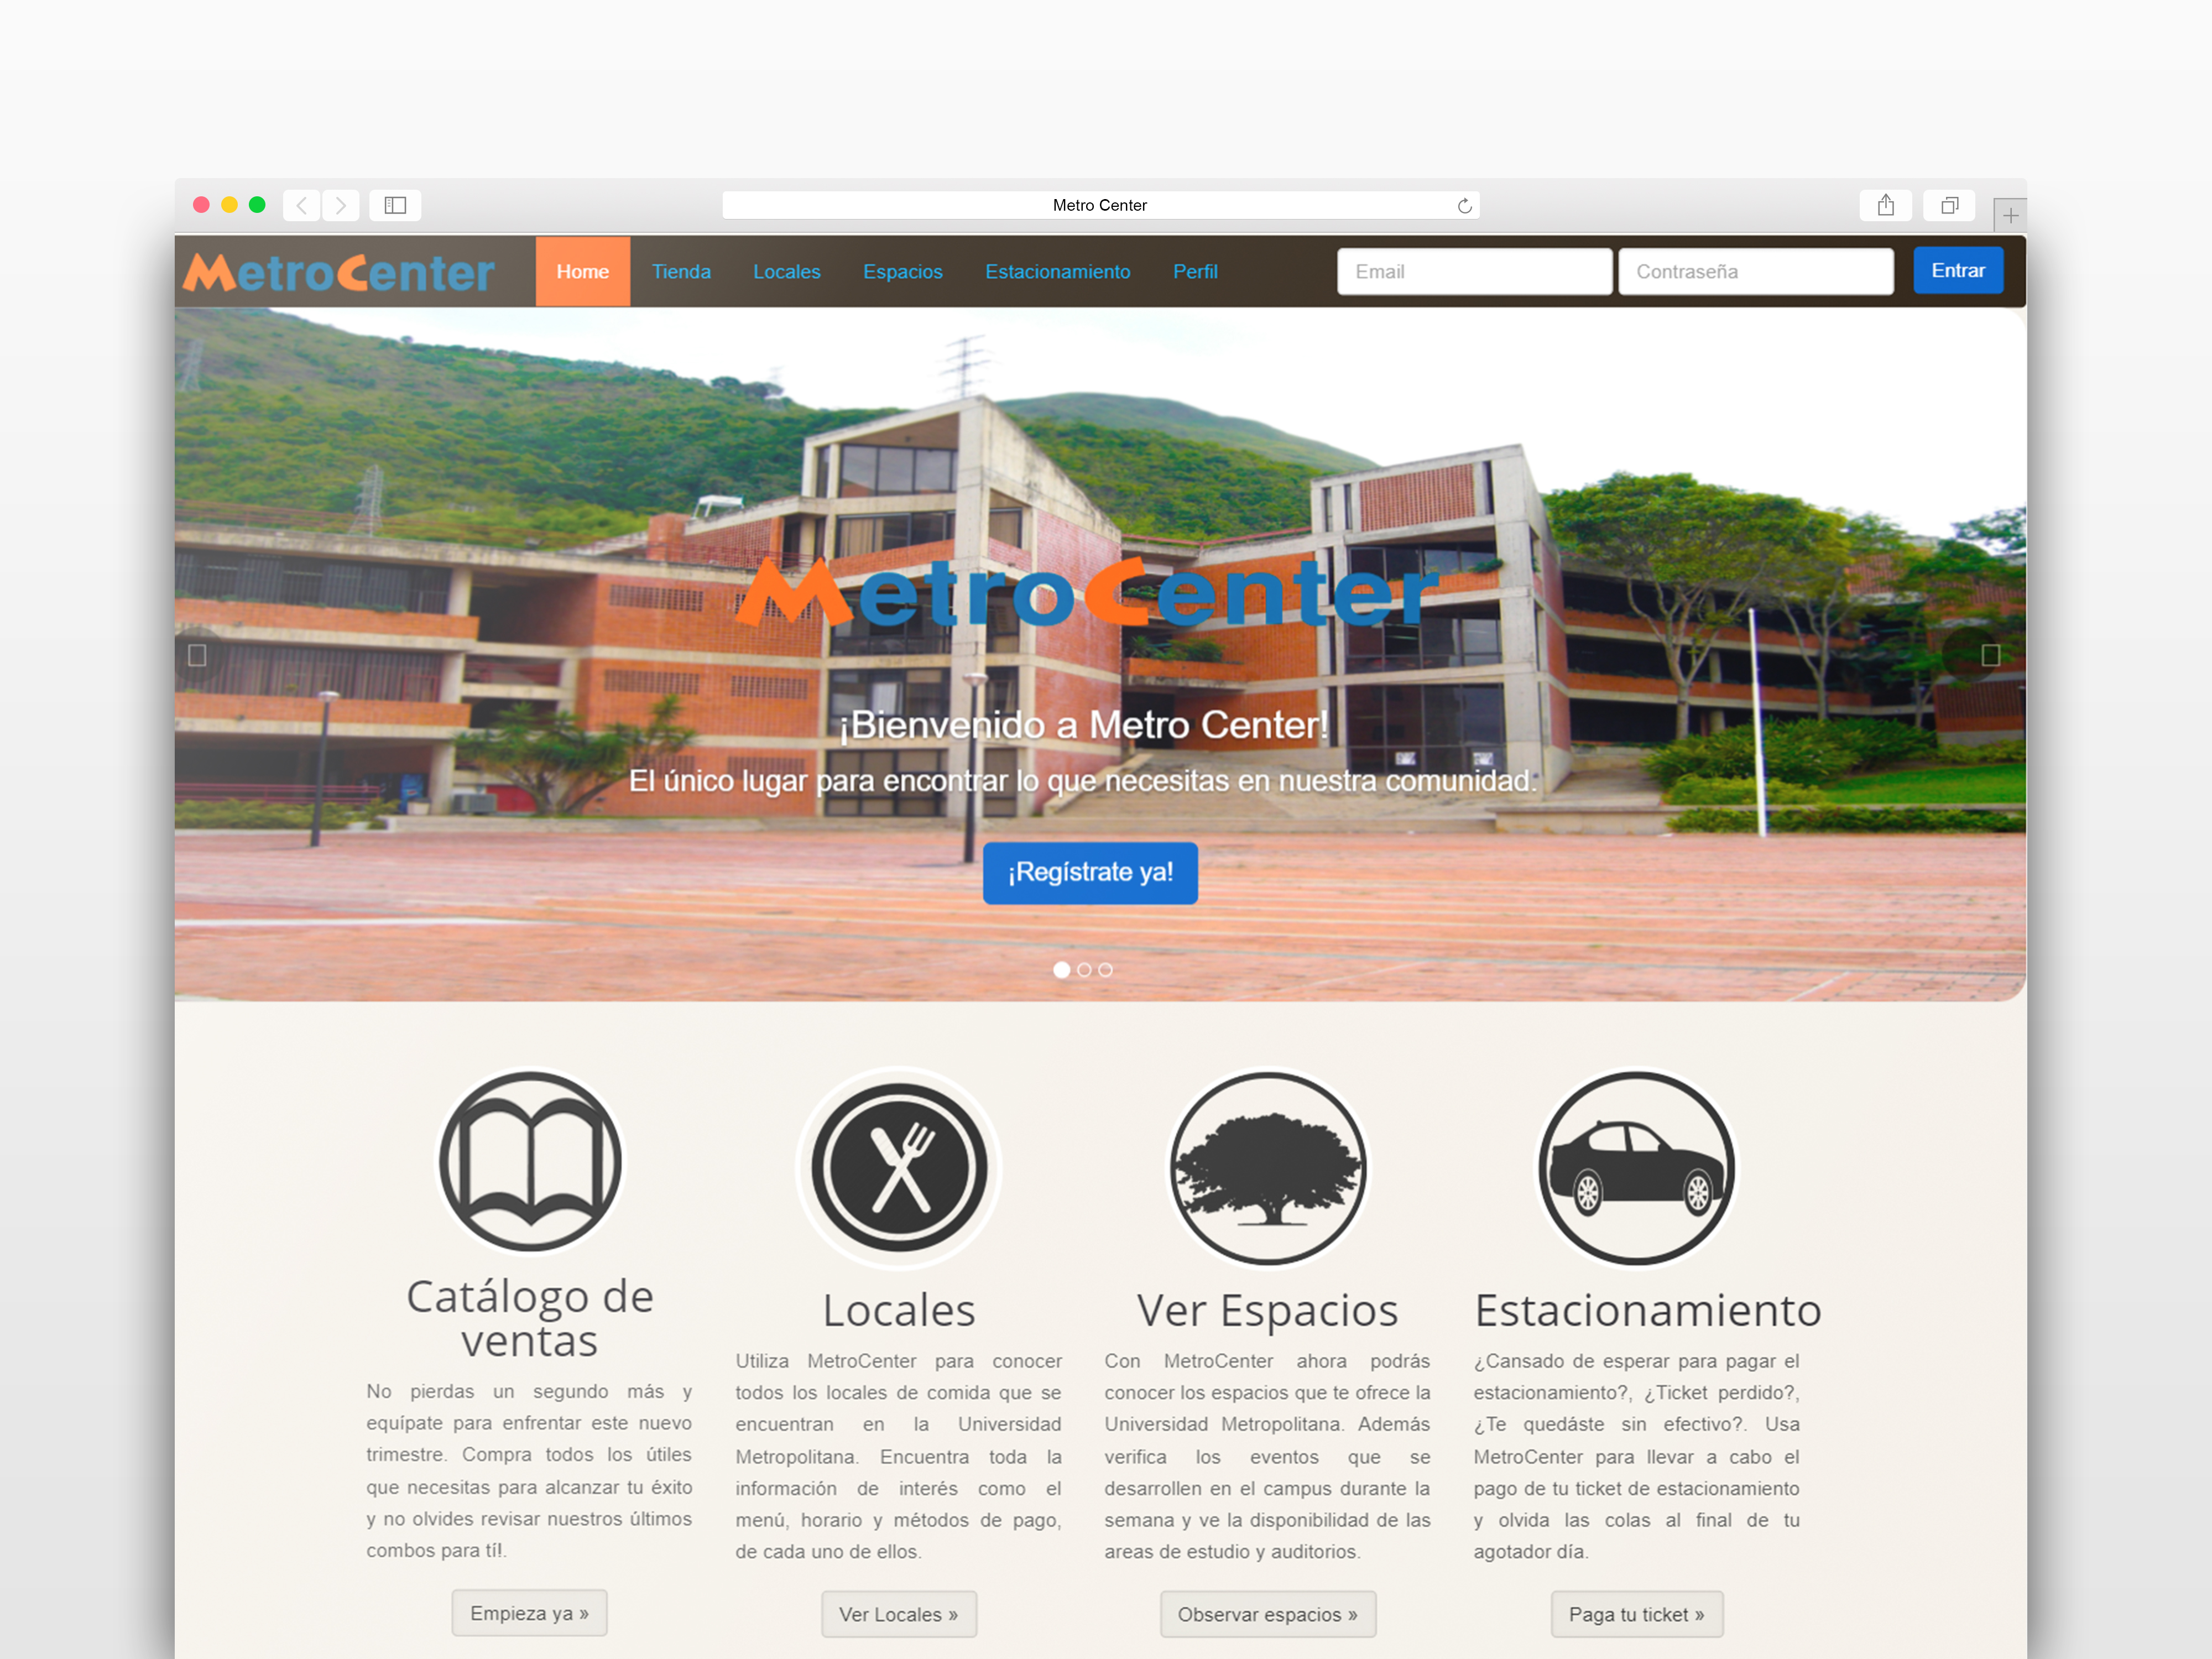 Metro Center
MetroCenter
Home
Tienda
Locales
Espacios
Estacionamiento
Perfil
Email
Contraseña
Entrar
MetroCenter
¡Bienvenido a Metro Center!
El único lugar para encontrar lo que necesitas en nuestra comunidad.
¡Regístrate ya!
Catálogo de
ventas
No pierdas un segundo más y
equípate para enfrentar este nuevo
trimestre. Compra todos los útiles
que necesitas para alcanzar tu éxito
y no olvides revisar nuestros últimos
combos para tí!.
Empieza ya »
Locales
Utiliza MetroCenter para conocer
todos los locales de comida que se
encuentran en la Universidad
Metropolitana. Encuentra toda la
información de interés como el
menú, horario y métodos de pago,
de cada uno de ellos.
Ver Locales »
Ver Espacios
Con MetroCenter ahora podrás
conocer los espacios que te ofrece la
Universidad Metropolitana. Además
verifica los eventos que se
desarrollen en el campus durante la
semana y ve la disponibilidad de las
areas de estudio y auditorios.
Observar espacios »
Estacionamiento
¿Cansado de esperar para pagar el
estacionamiento?, ¿Ticket perdido?,
¿Te quedáste sin efectivo?. Usa
MetroCenter para llevar a cabo el
pago de tu ticket de estacionamiento
y olvida las colas al final de tu
agotador día.
Paga tu ticket »